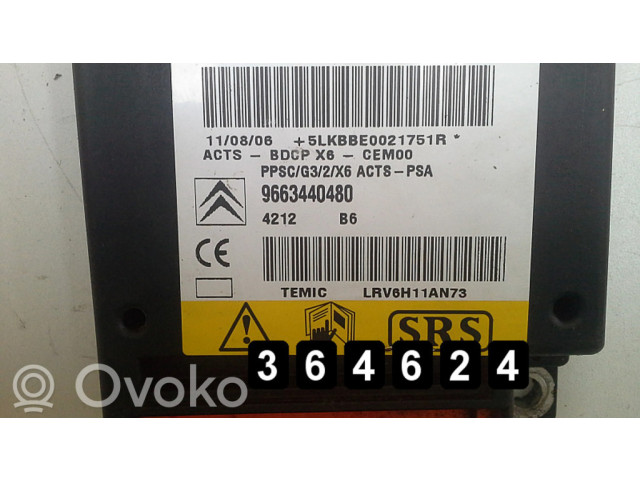 11/08/06 +5LKBBE0021751R*
ACTS - BDCP X6 - CEM00
PPSC/G3/2/X6 ACTS-PSA
9663440480
4212 B6
CE
TEMIC LRV6H11AN73
SRS
364624
Ovoko